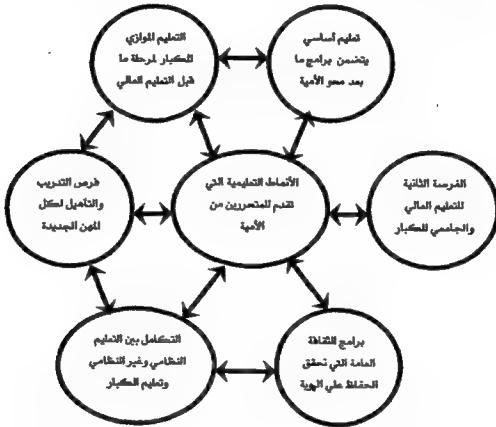 تعليم أساسي
يتضمن برامج ما
بعد محو الأمية
التعليم الموازي
للكبار لمرحلة ما
قبل التعليم العالي
الفرصة الثانية
للتعليم العالي
والجامعي للكبار
الأنماط التعليمية التي
تقدم للمتحررين من
الأمية
فرص التدريب
والتأهيل لكل
المهن الجديدة
برامج للثقافة
العامة التي تحقق
الحفاظ علي الهوية
التكامل بين التعليم
النظامي وغير النظامي
وتعليم الكبار